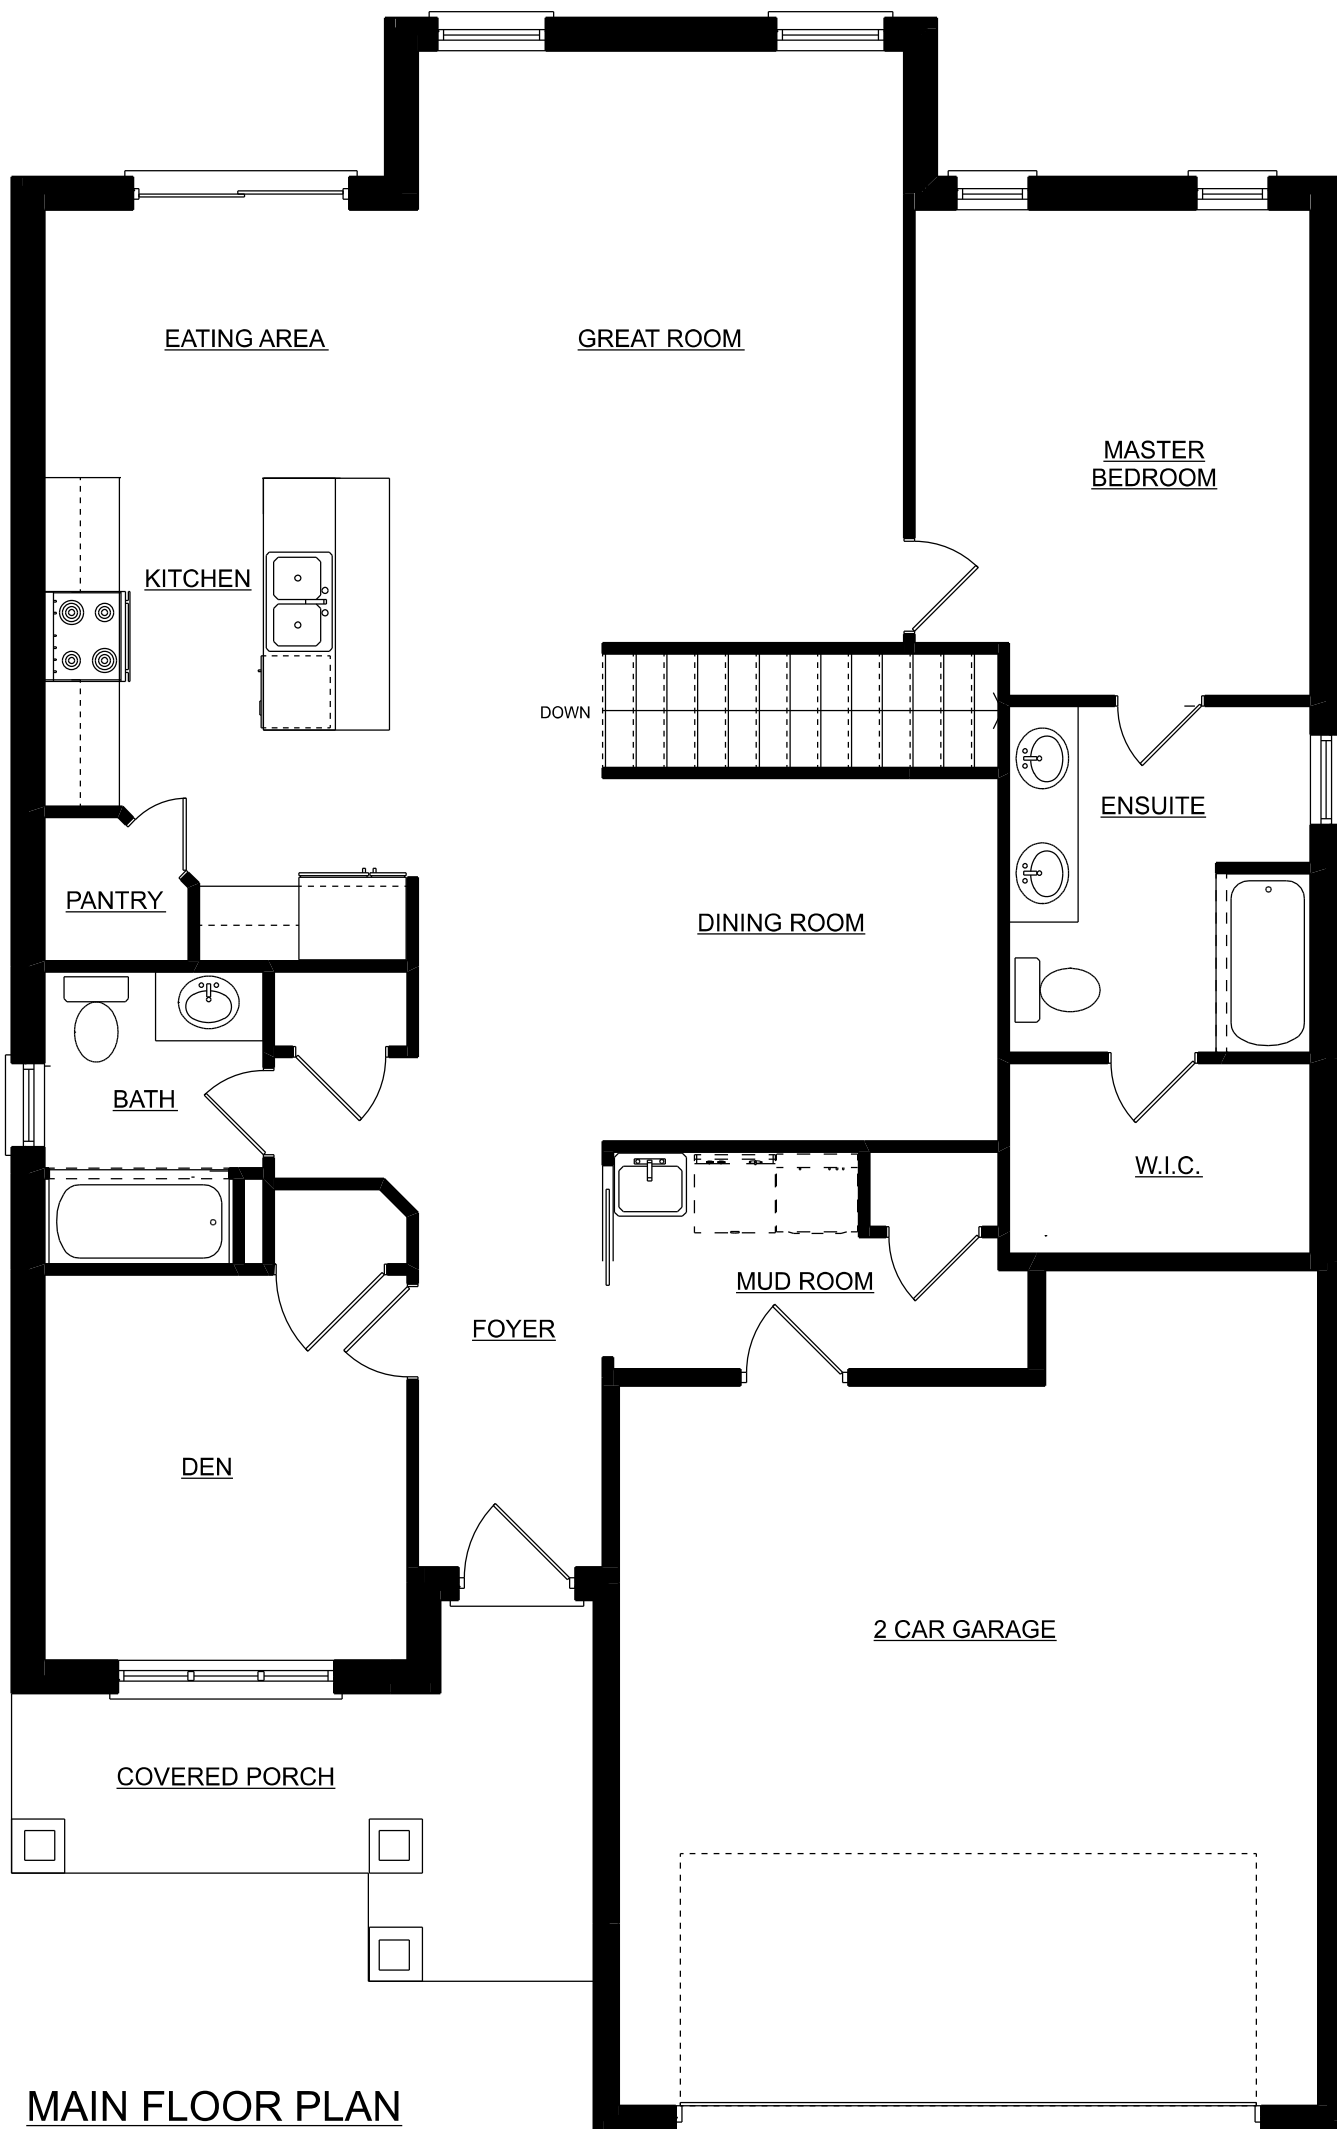 EATING AREA
GREAT ROOM
MASTER
BEDROOM
KITCHEN
DOWN
ENSUITE
PANTRY
DINING ROOM
BATH
W.I.C.
MUD ROOM
FOYER
DEN
2 CAR GARAGE
COVERED PORCH
MAIN FLOOR PLAN